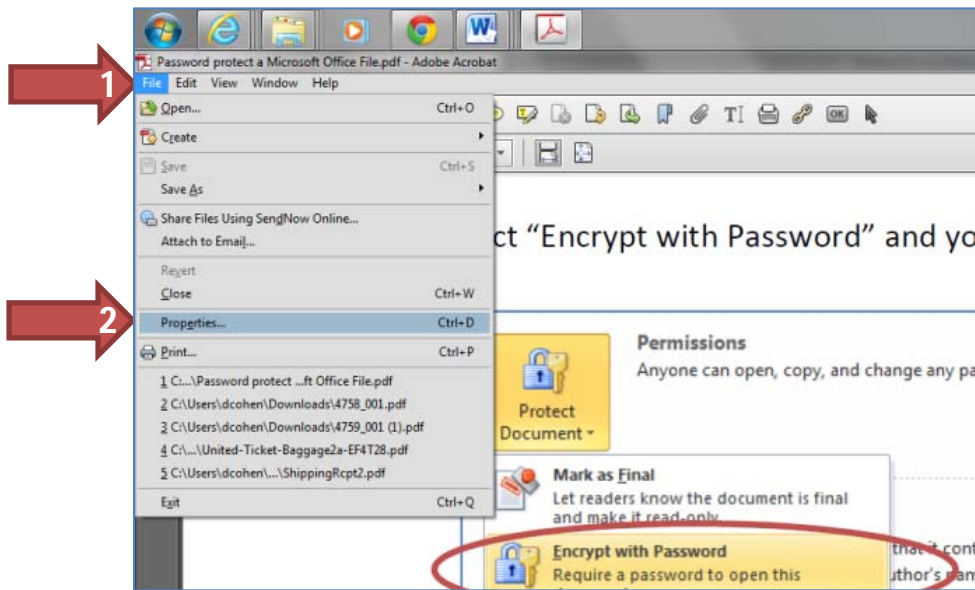 W
Password protect a Microsoft Office File.pdf - Adobe Acrobat
1
File Edit View Window Help
Open... Ctrl+O
TI OK
Create
Save Ctrl+S
Save As
Share Files Using SendNow Online...
Attach to Email...
ct “Encrypt with Password” and yo
Revert
Close Ctrl+W
2
Properties... Ctrl+D
Print... Ctrl+P
Permissions
Anyone can open, copy, and change any pa
1 C:...\Password protect ...ft Office File.pdf
2 C:\Users\dcohen\Downloads\4758_001.pdf
3 C:\Users\dcohen\Downloads\4759_001 (1).pdf
4 C:\...\United-Ticket-Baggage2a-EF4T28.pdf
5 C:\Users\dcohen\...\ShippingRcpt2.pdf
Protect
Document
Exit Ctrl+Q
Mark as Final
Let readers know the document is final
and make it read-only.
Encrypt with Password
Require a password to open this
that it cont
uthor's nam